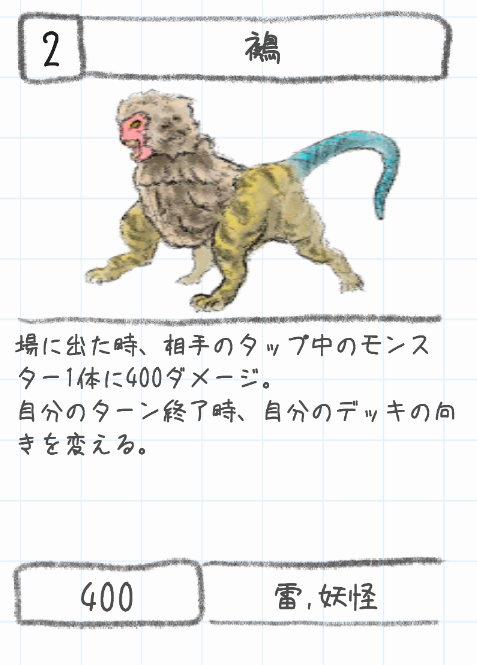 2
鵺
場に出た時、相手のタップ中のモンス
ター1体に400ダメージ。
自分のターン終了時、自分のデッキの向
きを変える。
400
雷,妖怪